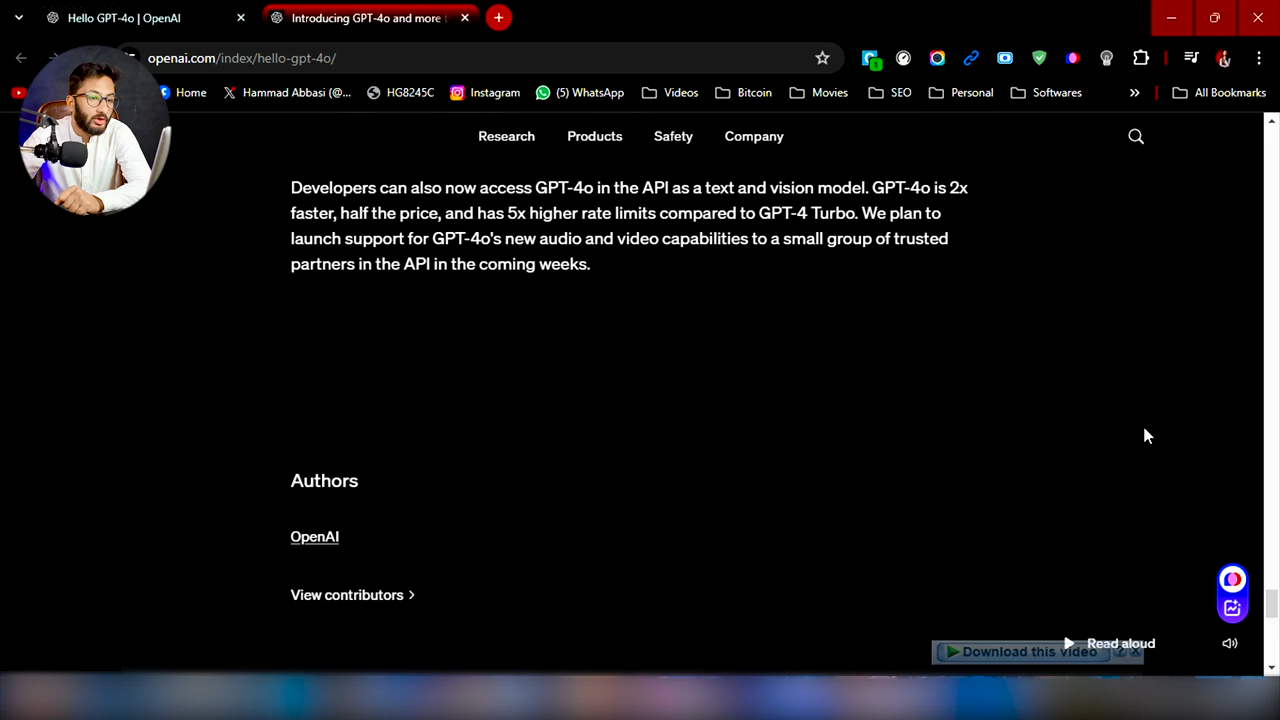 Hello GPT-4o | OpenAI
Introducing GPT-4o and more t
openai.com/index/hello-gpt-4o/
1
Home
Hammad Abbasi (@...
HG8245C
Instagram
(5) WhatsApp
Videos
Bitcoin
Movies
SEO
Personal
Softwares
»
All Bookmarks
Research
Products
Safety
Company
Developers can also now access GPT-4o in the API as a text and vision model. GPT-4o is 2x
faster, half the price, and has 5x higher rate limits compared to GPT-4 Turbo. We plan to
launch support for GPT-4o's new audio and video capabilities to a small group of trusted
partners in the API in the coming weeks.
Authors
OpenAI
View contributors >
Read aloud
Download this video